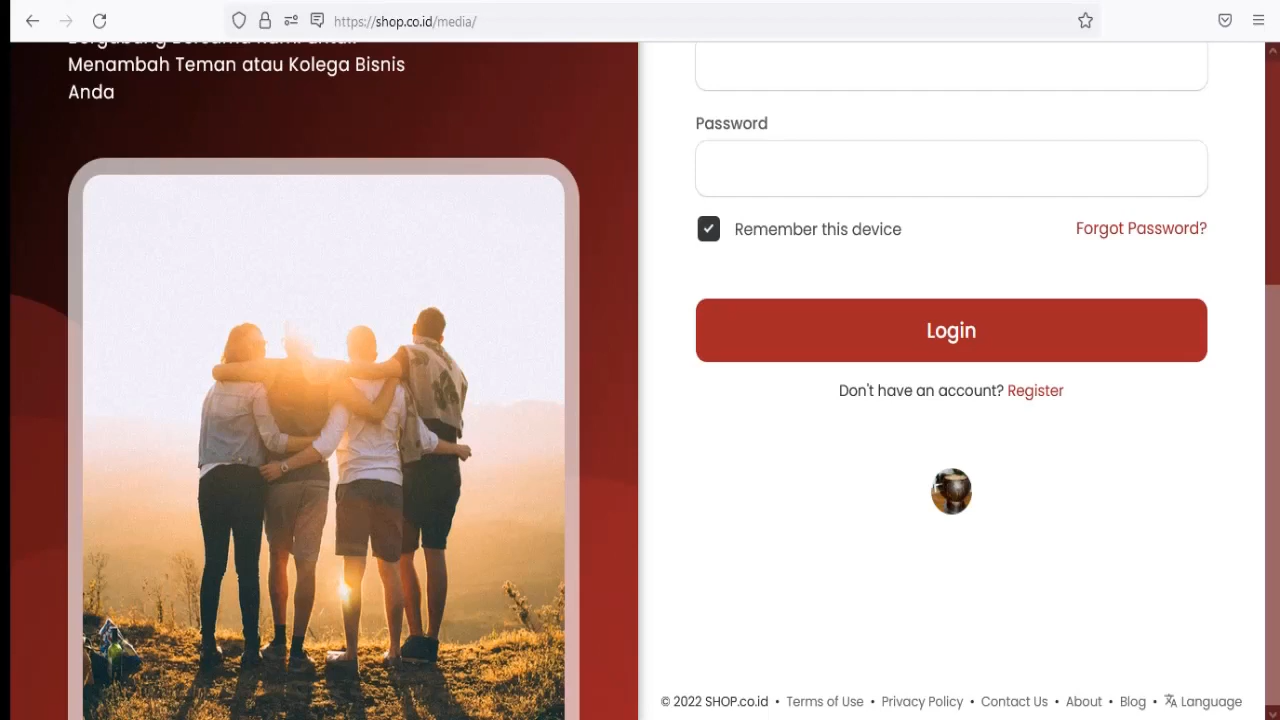 https://shop.co.id/media/
Menambah Teman atau Kolega Bisnis
Anda
Password
Remember this device
Forgot Password?
Login
Don't have an account? Register
© 2022 SHOP.co.id • Terms of Use • Privacy Policy • Contact Us • About • Blog • Language